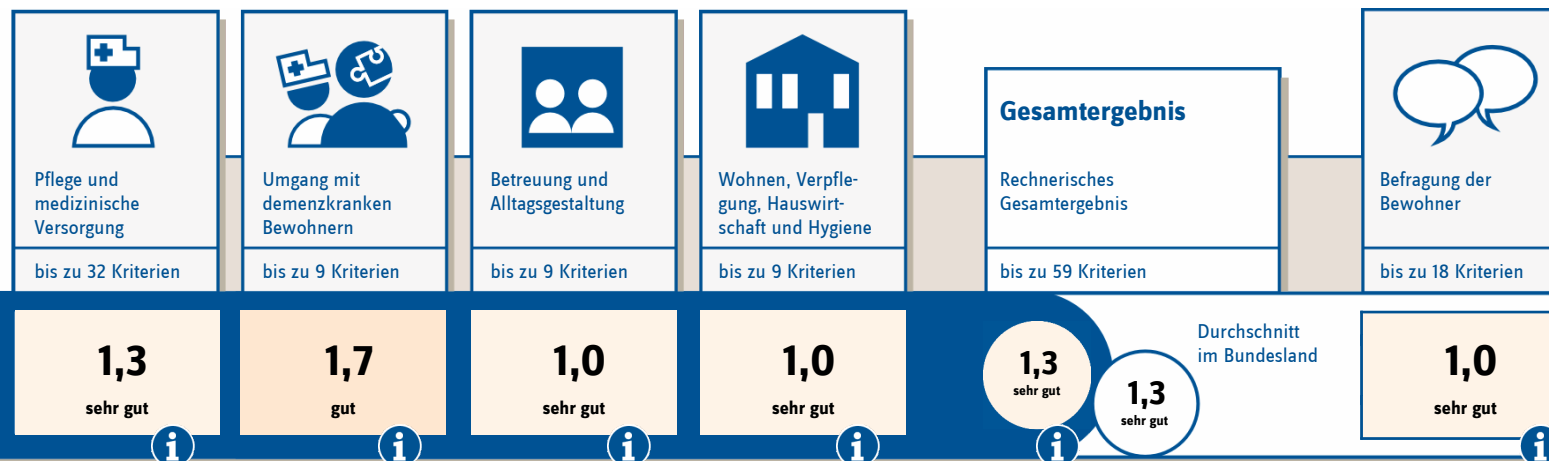 Pflege und
medizinische
Versorgung
bis zu 32 Kriterien
1,3
sehr gut
i
Umgang mit
demenzkranken
Bewohnern
bis zu 9 Kriterien
1,7
gut
i
Betreuung und
Alltagsgestaltung
bis zu 9 Kriterien
1,0
sehr gut
i
Wohnen, Verpfle-
gung, Hauswirt-
schaft und Hygiene
bis zu 9 Kriterien
1,0
sehr gut
i
Gesamtergebnis
Rechnerisches
Gesamtergebnis
bis zu 59 Kriterien
1,3
sehr gut
i
Durchschnitt
im Bundesland
1,3
sehr gut
Befragung der
Bewohner
bis zu 18 Kriterien
1,0
sehr gut
i